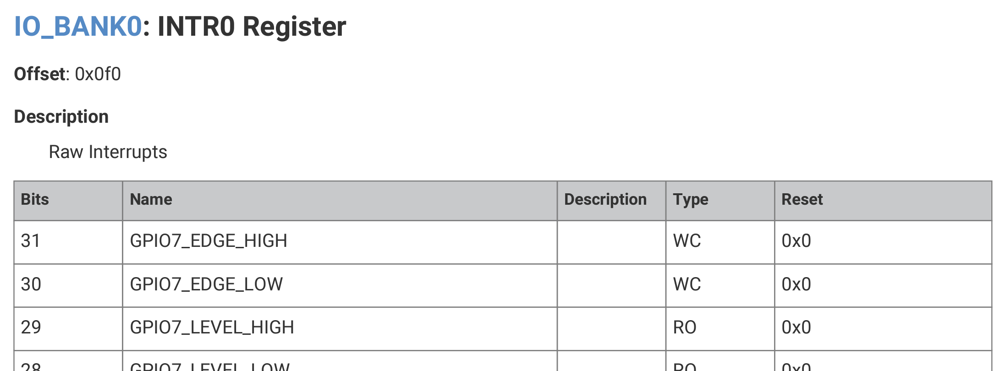 IO_BANK0: INTR0 Register
Offset: 0x0f0
Description
Raw Interrupts
Bits Name Description Type Reset
31 GPIO7_EDGE_HIGH WC 0x0
30 GPIO7_EDGE_LOW WC 0x0
29 GPIO7_LEVEL_HIGH RO 0x0
28 GPIO7_LEVEL_LOW RO 0x0